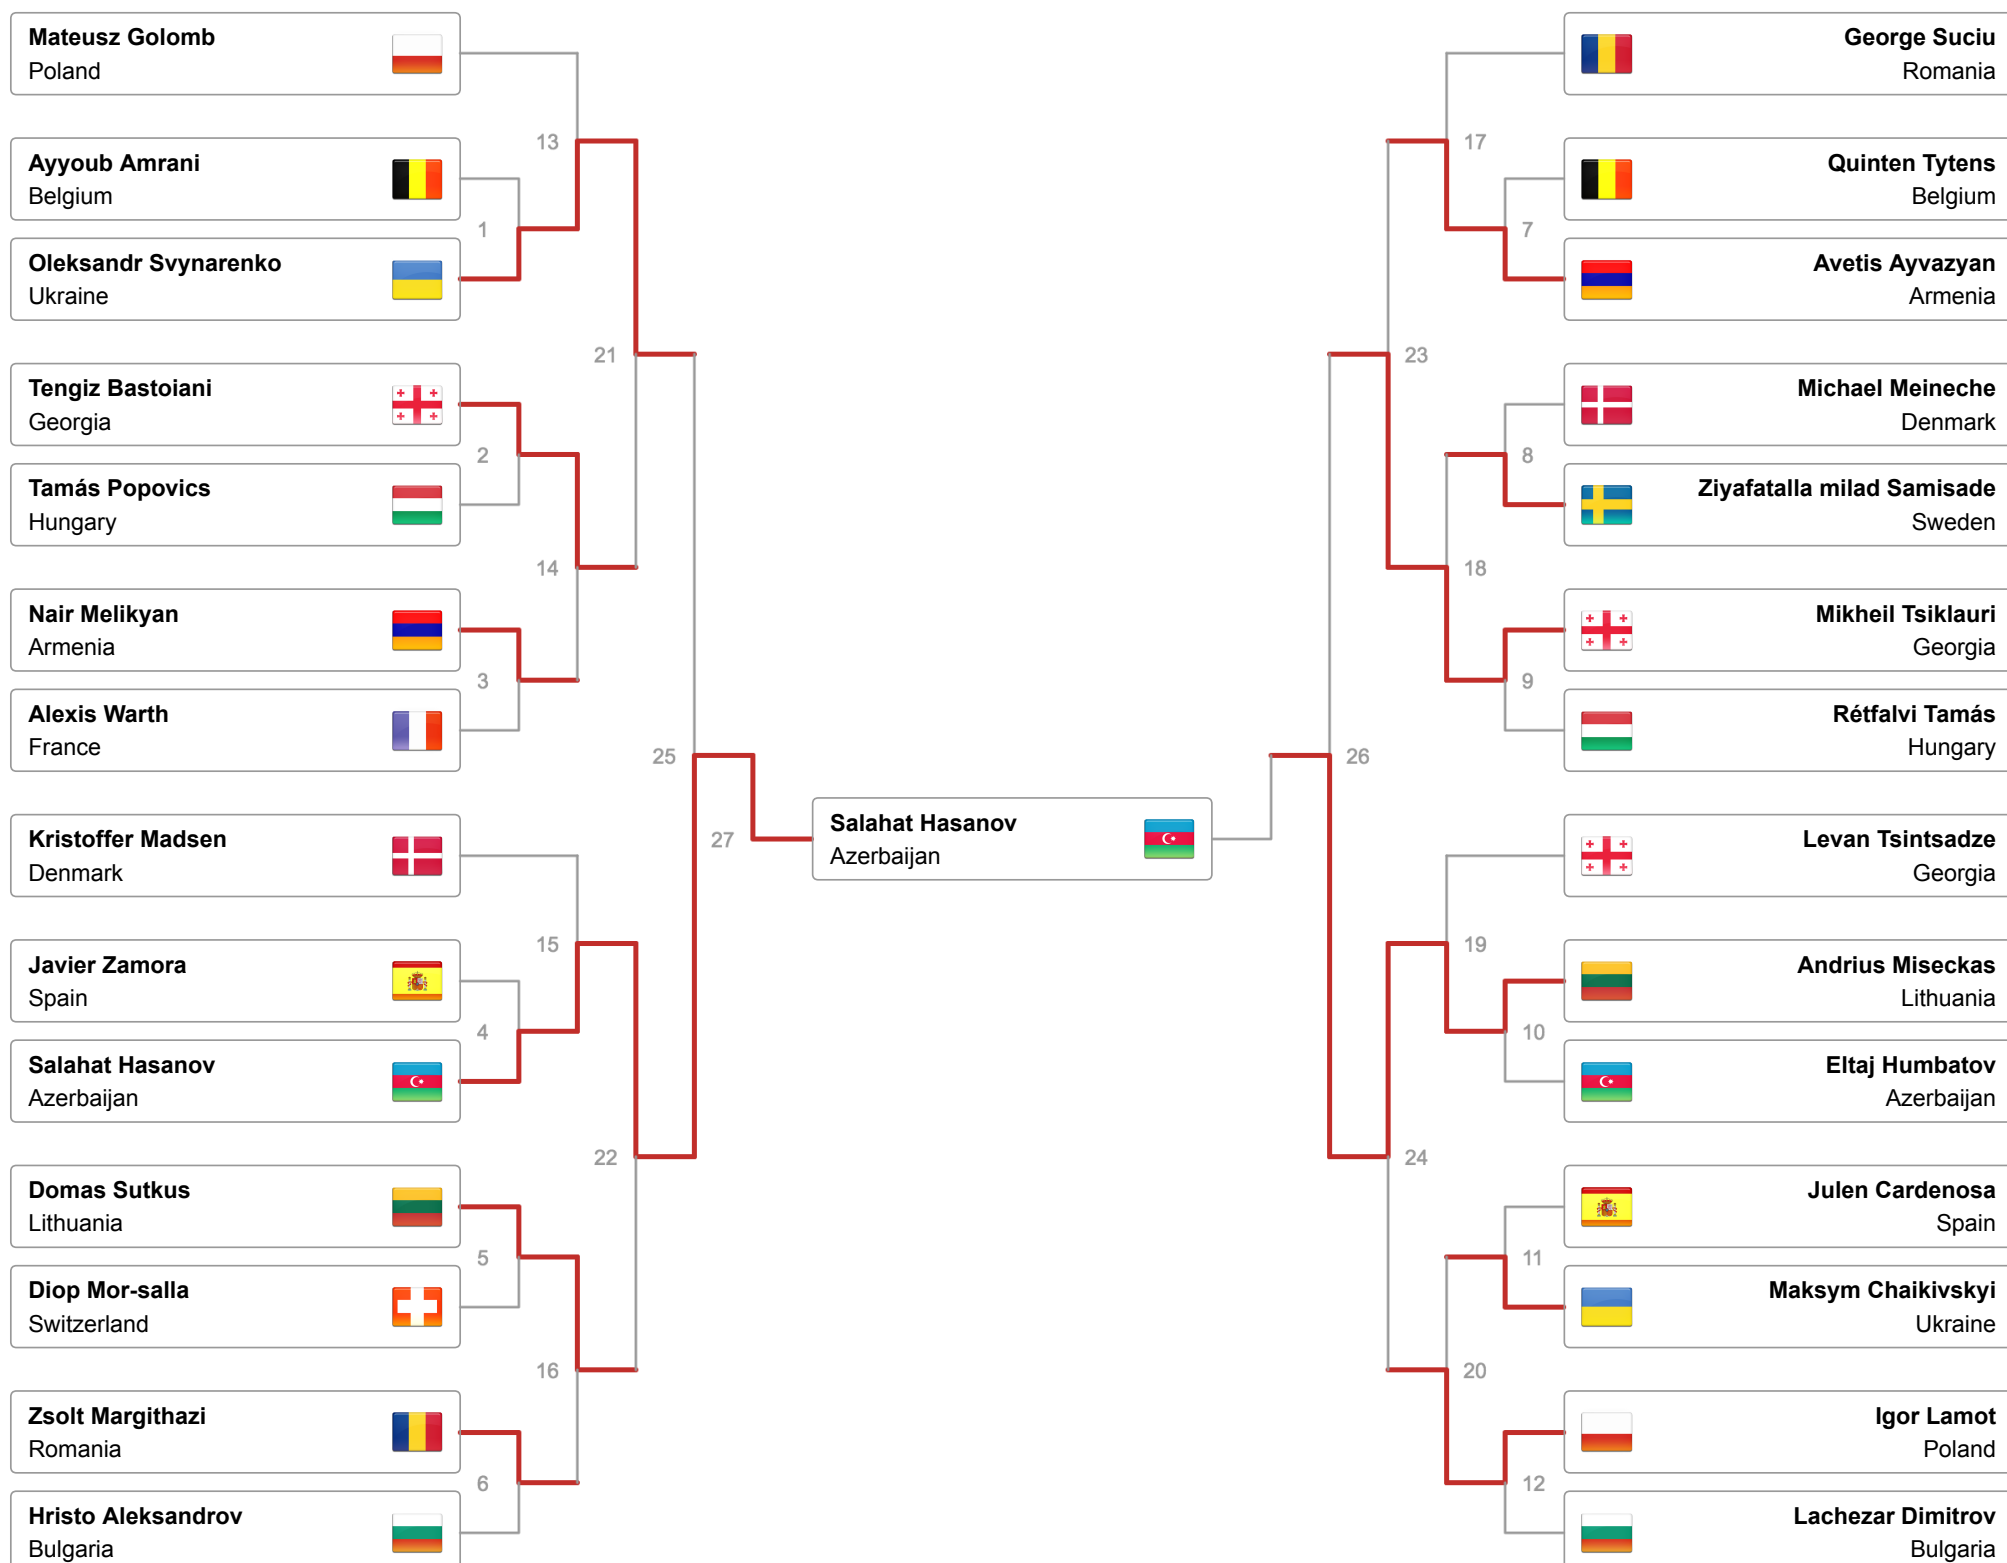 Mateusz Golomb
Poland
Ayyoub Amrani
Belgium
Oleksandr Svynarenko
Ukraine
Tengiz Bastoiani
Georgia
Tamás Popovics
Hungary
Nair Melikyan
Armenia
Alexis Warth
France
Kristoffer Madsen
Denmark
Javier Zamora
Spain
Salahat Hasanov
Azerbaijan
Domas Sutkus
Lithuania
Diop Mor-salla
Switzerland
Zsolt Margithazi
Romania
Hristo Aleksandrov
Bulgaria
1
2
3
4
5
6
13
14
15
16
21
22
25
27
Salahat Hasanov
Azerbaijan
26
23
24
17
18
19
20
7
8
9
10
11
12
George Suciu
Romania
Quinten Tytens
Belgium
Avetis Ayvazyan
Armenia
Michael Meineche
Denmark
Ziyafatalla milad Samisade
Sweden
Mikheil Tsiklauri
Georgia
Rétfalvi Tamás
Hungary
Levan Tsintsadze
Georgia
Andrius Miseckas
Lithuania
Eltaj Humbatov
Azerbaijan
Julen Cardenosa
Spain
Maksym Chaikivskyi
Ukraine
Igor Lamot
Poland
Lachezar Dimitrov
Bulgaria